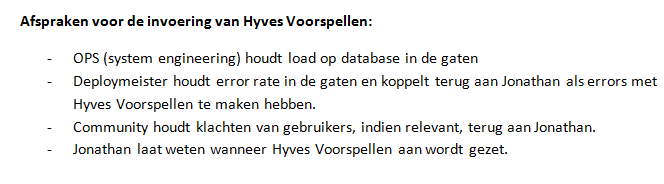 Afspraken voor de invoering van Hyves Voorspellen:
- OPS (system engineering) houdt load op database in de gaten
- Deploymeister houdt error rate in de gaten en koppelt terug aan Jonathan als errors met
Hyves Voorspellen te maken hebben.
- Community houdt klachten van gebruikers, indien relevant, terug aan Jonathan.
- Jonathan laat weten wanneer Hyves Voorspellen aan wordt gezet.